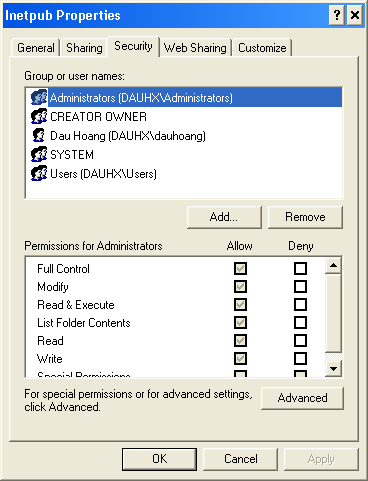 Inetpub Properties
General Sharing Security Web Sharing Customize
Group or user names:
Administrators (DAUHX\Administrators)
CREATOR OWNER
Dau Hoang (DAUHX\dauhoang)
SYSTEM
Users (DAUHX\Users)
Add... Remove
Permissions for Administrators Allow Deny
Full Control
Modify
Read & Execute
List Folder Contents
Read
Write
Special Permissions
For special permissions or for advanced settings,
click Advanced.
Advanced
OK Cancel Apply